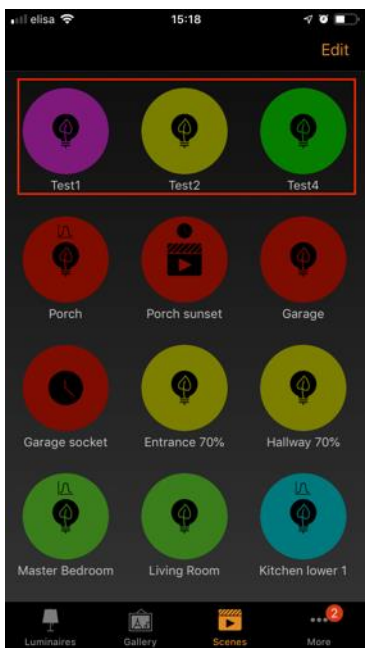 elisa 15:18
Edit
Test1 Test2 Test4
Porch Porch sunset Garage
Garage socket Entrance 70% Hallway 70%
Master Bedroom Living Room Kitchen lower 1
2
Luminaires Gallery Scenes More